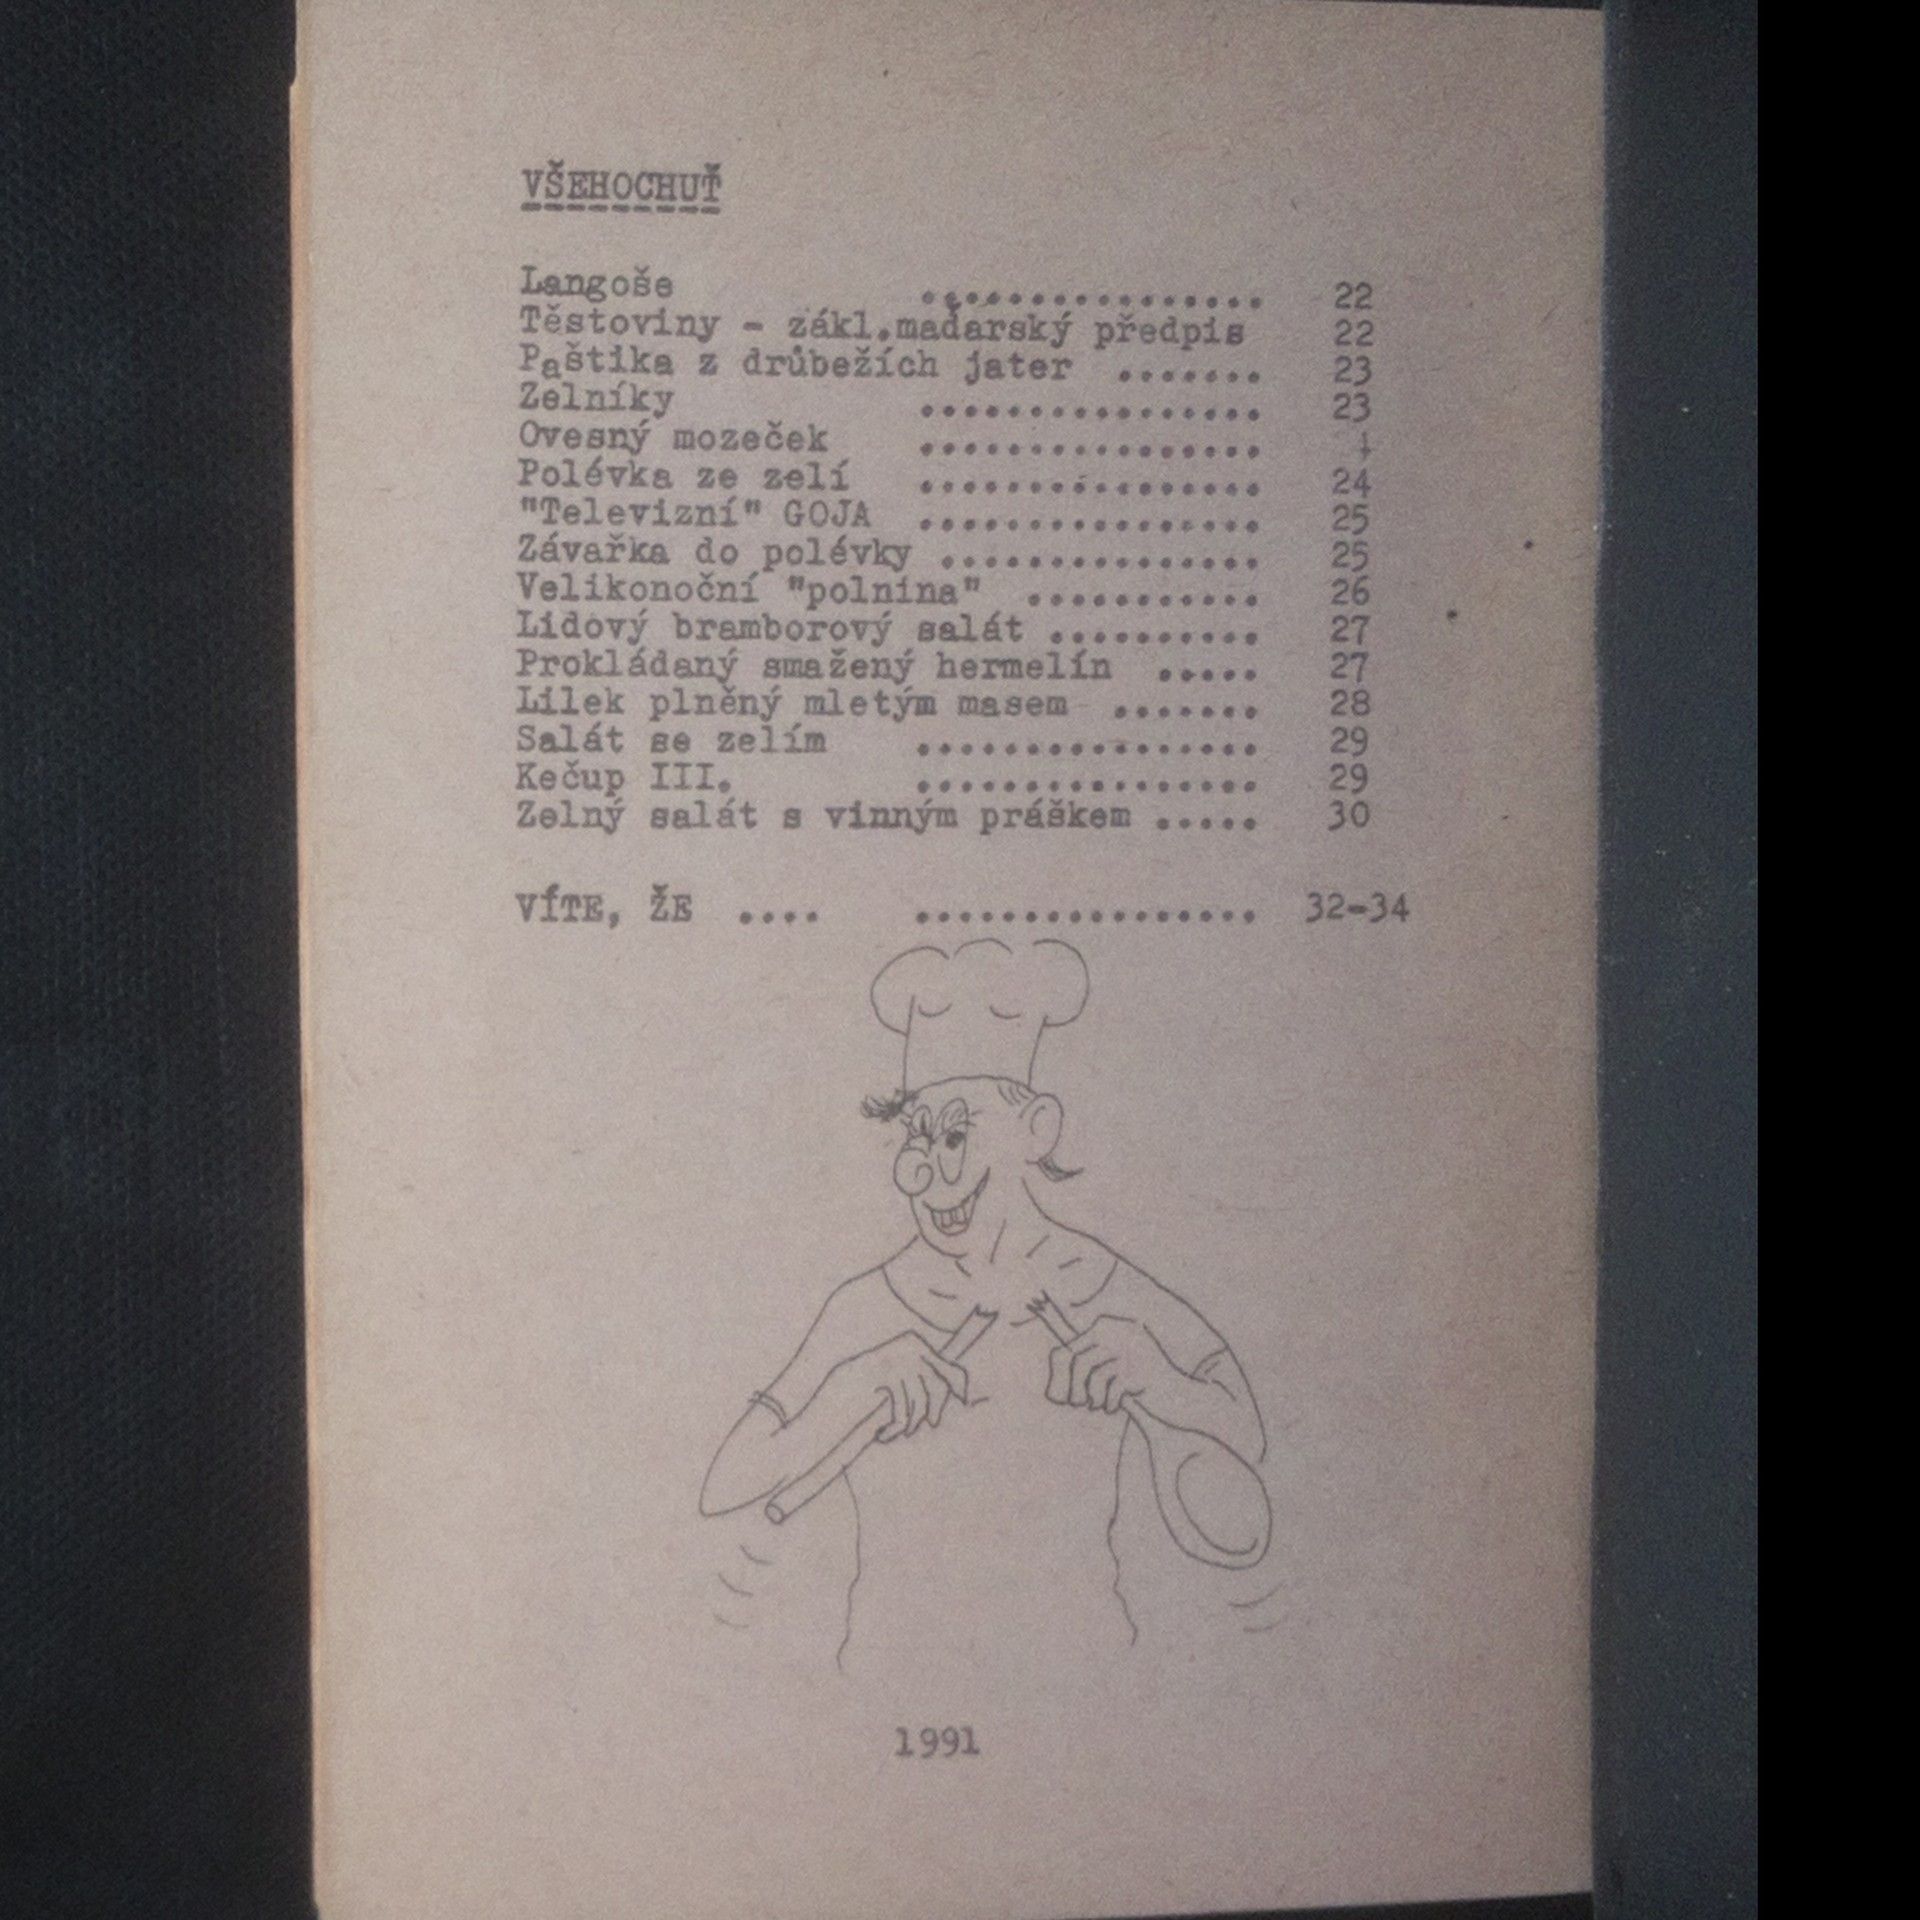 VŠEHOCHUŤ
Langoše ................ 22
Těstoviny - zákl.maďarský předpis 22
Paštika z drůbežích jater ....... 23
Zelníky ................ 23
Ovesný mozeček ................
Polévka ze zelí ................ 24
"Televizní" GOJA ................ 25
Závařka do polévky ............... 25
Velikonoční "polnina" ........... 26
Lidový bramborový salát .......... 27
Prokládaný smažený hermelín ..... 27
Lilek plněný mletým masem ....... 28
Salát se zelím ................ 29
Kečup III. ................ 29
Zelný salát s vinným práškem ..... 30
VÍTE, ŽE .... ................ 32-34
1991